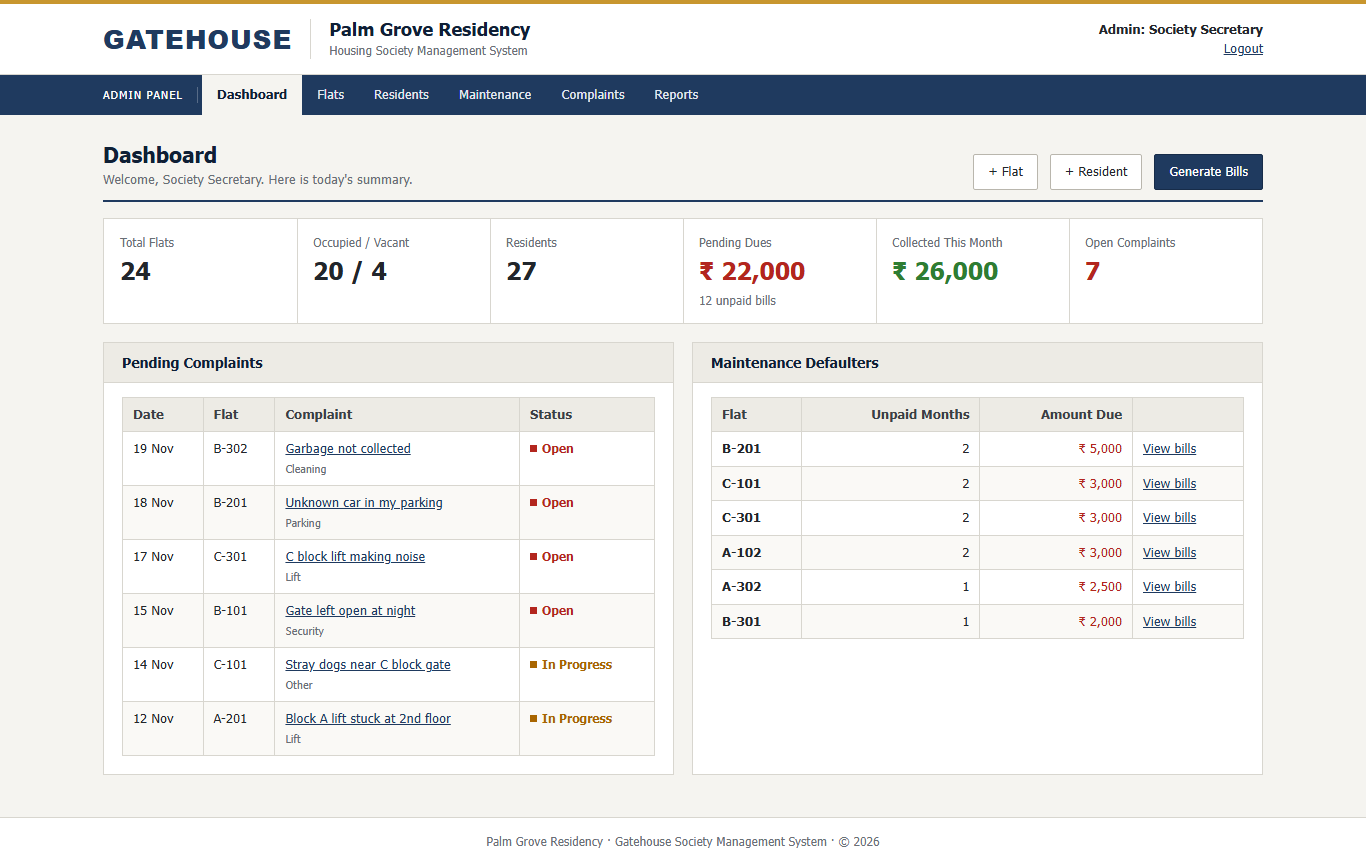 GATEHOUSE
Palm Grove Residency
Housing Society Management System
Admin: Society Secretary
Logout
ADMIN PANEL Dashboard Flats Residents Maintenance Complaints Reports
Dashboard
Welcome, Society Secretary. Here is today's summary.
+ Flat + Resident Generate Bills
Total Flats
24
Occupied / Vacant
20 / 4
Residents
27
Pending Dues
₹ 22,000
12 unpaid bills
Collected This Month
₹ 26,000
Open Complaints
7
Pending Complaints
Date Flat Complaint Status
19 Nov B-302 Garbage not collected Open
Cleaning
18 Nov B-201 Unknown car in my parking Open
Parking
17 Nov C-301 C block lift making noise Open
Lift
15 Nov B-101 Gate left open at night Open
Security
14 Nov C-101 Stray dogs near C block gate In Progress
Other
12 Nov A-201 Block A lift stuck at 2nd floor In Progress
Lift
Maintenance Defaulters
Flat Unpaid Months Amount Due
B-201 2 ₹ 5,000 View bills
C-101 2 ₹ 3,000 View bills
C-301 2 ₹ 3,000 View bills
A-102 2 ₹ 3,000 View bills
A-302 1 ₹ 2,500 View bills
B-301 1 ₹ 2,000 View bills
Palm Grove Residency · Gatehouse Society Management System · © 2026